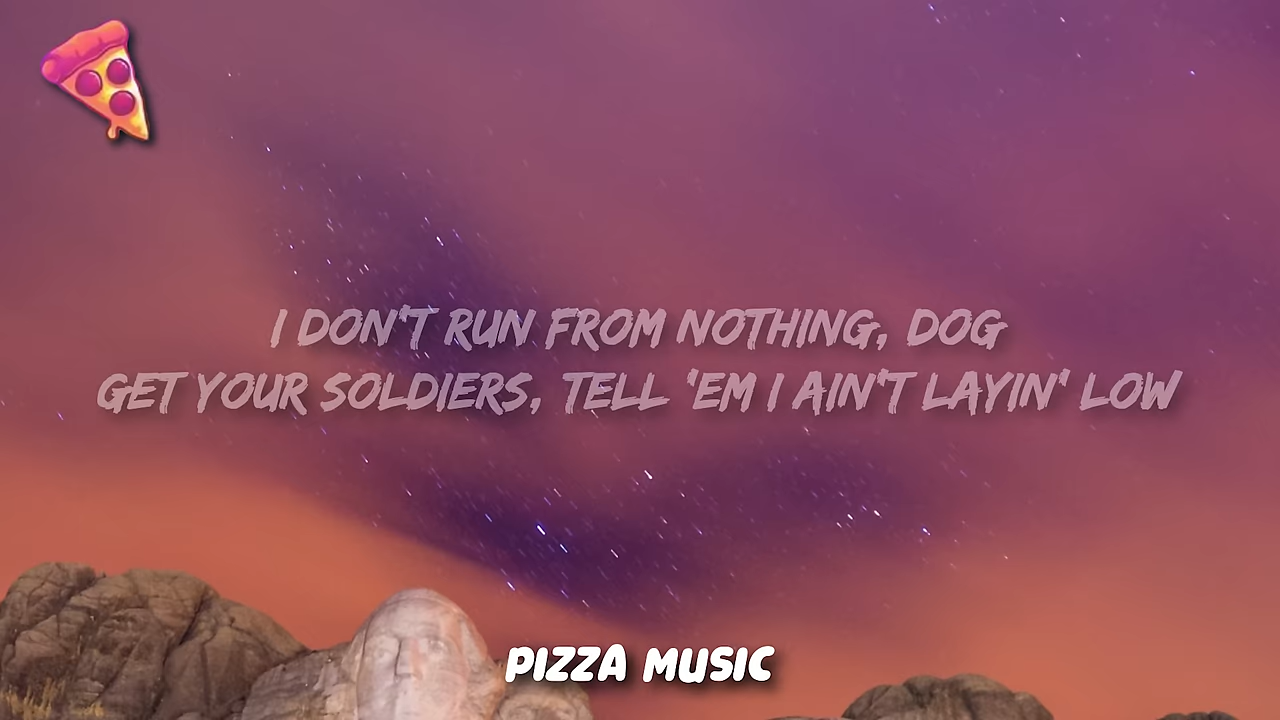 I DON'T RUN FROM NOTHING, DOG
GET YOUR SOLDIERS, TELL 'EM I AIN'T LAYIN' LOW
PIZZA MUSIC